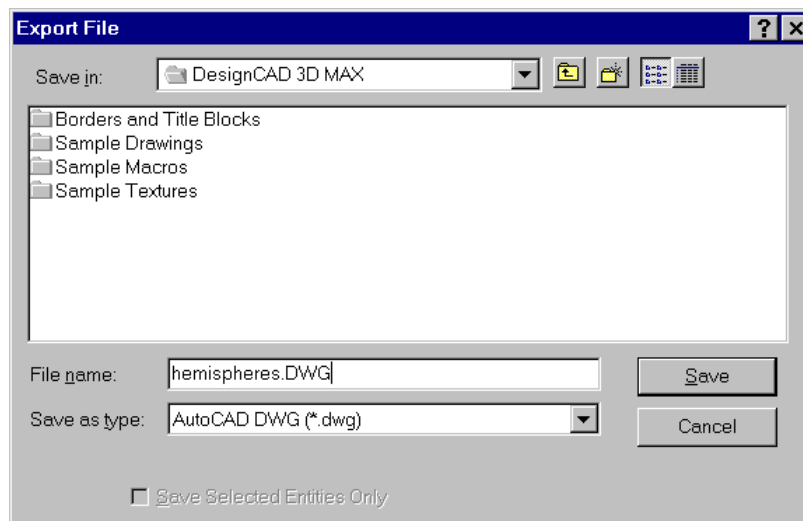 Export File
Save in: DesignCAD 3D MAX
Borders and Title Blocks
Sample Drawings
Sample Macros
Sample Textures
File name: hemispheres.DWG Save
Save as type: AutoCAD DWG (*.dwg) Cancel
Save Selected Entities Only